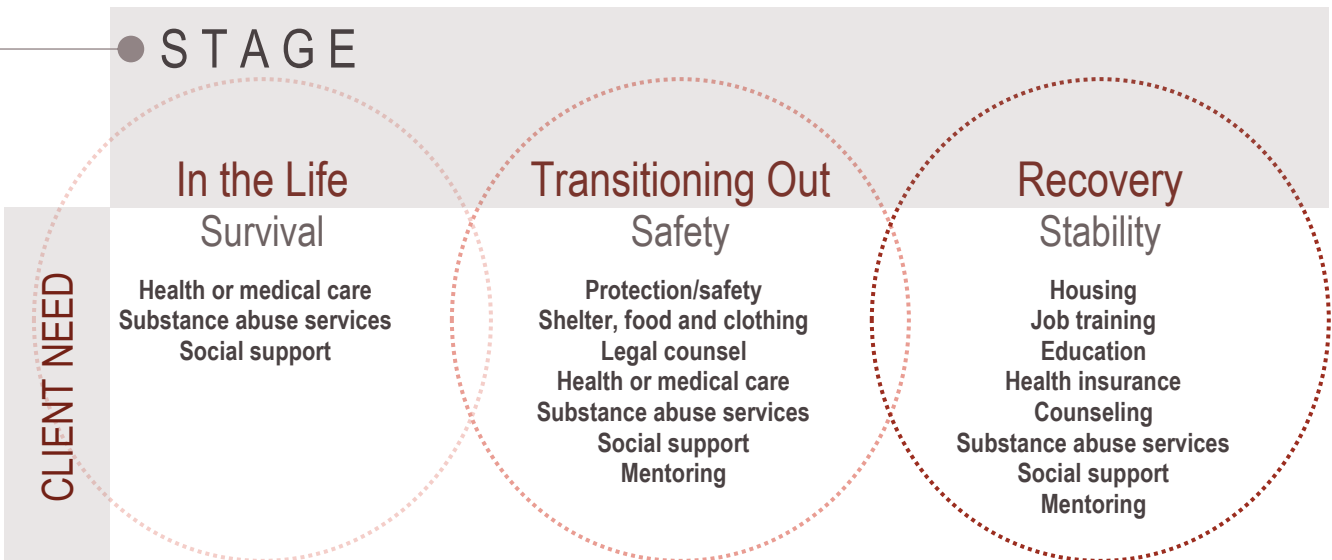 STAGE
In the Life
Survival
Health or medical care
Substance abuse services
Social support
Transitioning Out
Safety
Protection/safety
Shelter, food and clothing
Legal counsel
Health or medical care
Substance abuse services
Social support
Mentoring
Recovery
Stability
Housing
Job training
Education
Health insurance
Counseling
Substance abuse services
Social support
Mentoring
CLIENT NEED